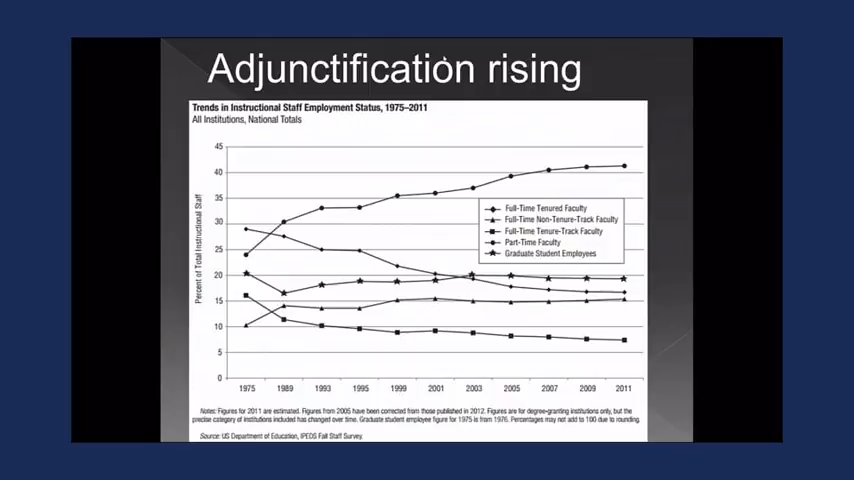 Adjunctification rising
Trends in Instructional Staff Employment Status, 1975–2011
All Institutions, National Totals
45
40
35
30
25
20
15
10
5
0
Percent of Total Instructional Staff
Full-Time Tenured Faculty
Full-Time Non-Tenure-Track Faculty
Full-Time Tenure-Track Faculty
Part-Time Faculty
Graduate Student Employees
1975 1989 1993 1995 1999 2001 2003 2005 2007 2009 2011
Notes: Figures for 2011 are estimated. Figures from 2005 have been corrected from those published in 2012. Figures are for degree-granting institutions only, but the
precise category of institutions included has changed over time. Graduate student employee figure for 1975 is from 1976. Percentages may not add to 100 due to rounding.
Source: US Department of Education, IPEDS Fall Staff Survey.